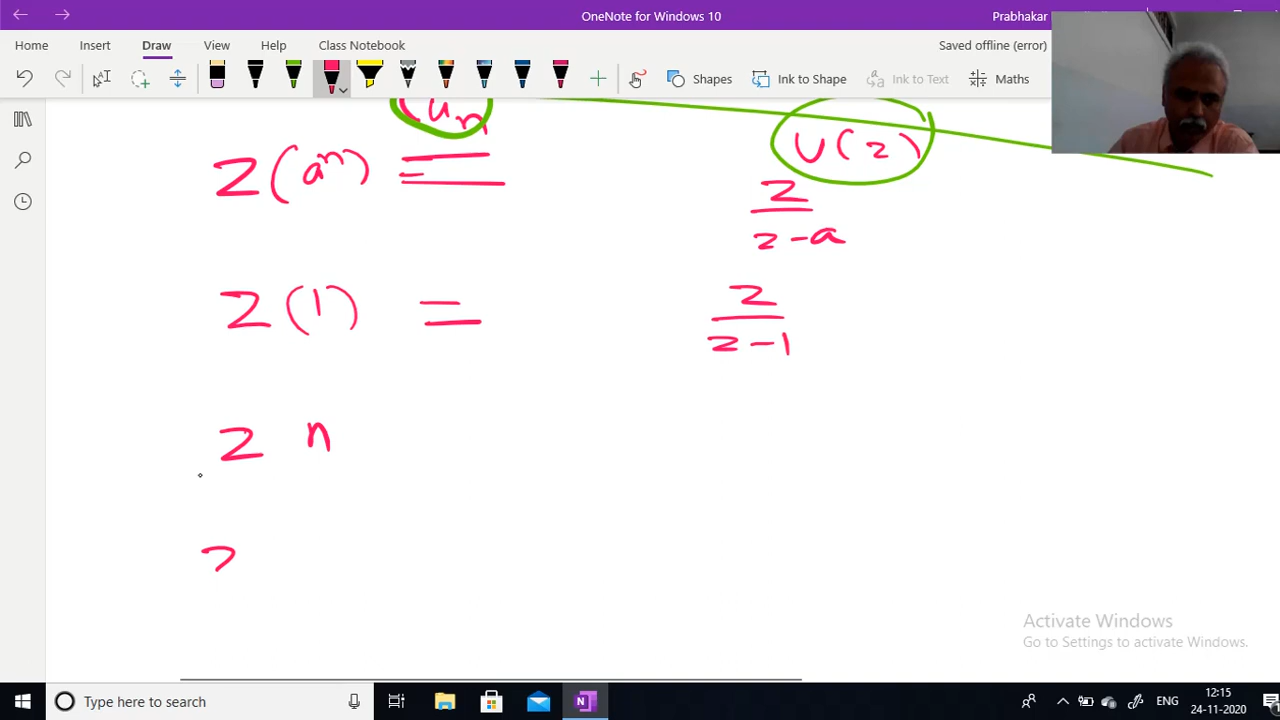 OneNote for Windows 10
Prabhakar
Home Insert Draw View Help Class Notebook
Saved offline (error)
Shapes Ink to Shape Ink to Text Maths
(u_n
Z(a^n) =
U(z)
z/(z-a)
Z(1) = z/(z-1)
Z n
Activate Windows
Go to Settings to activate Windows.
Type here to search
ENG
12:15
24-11-2020